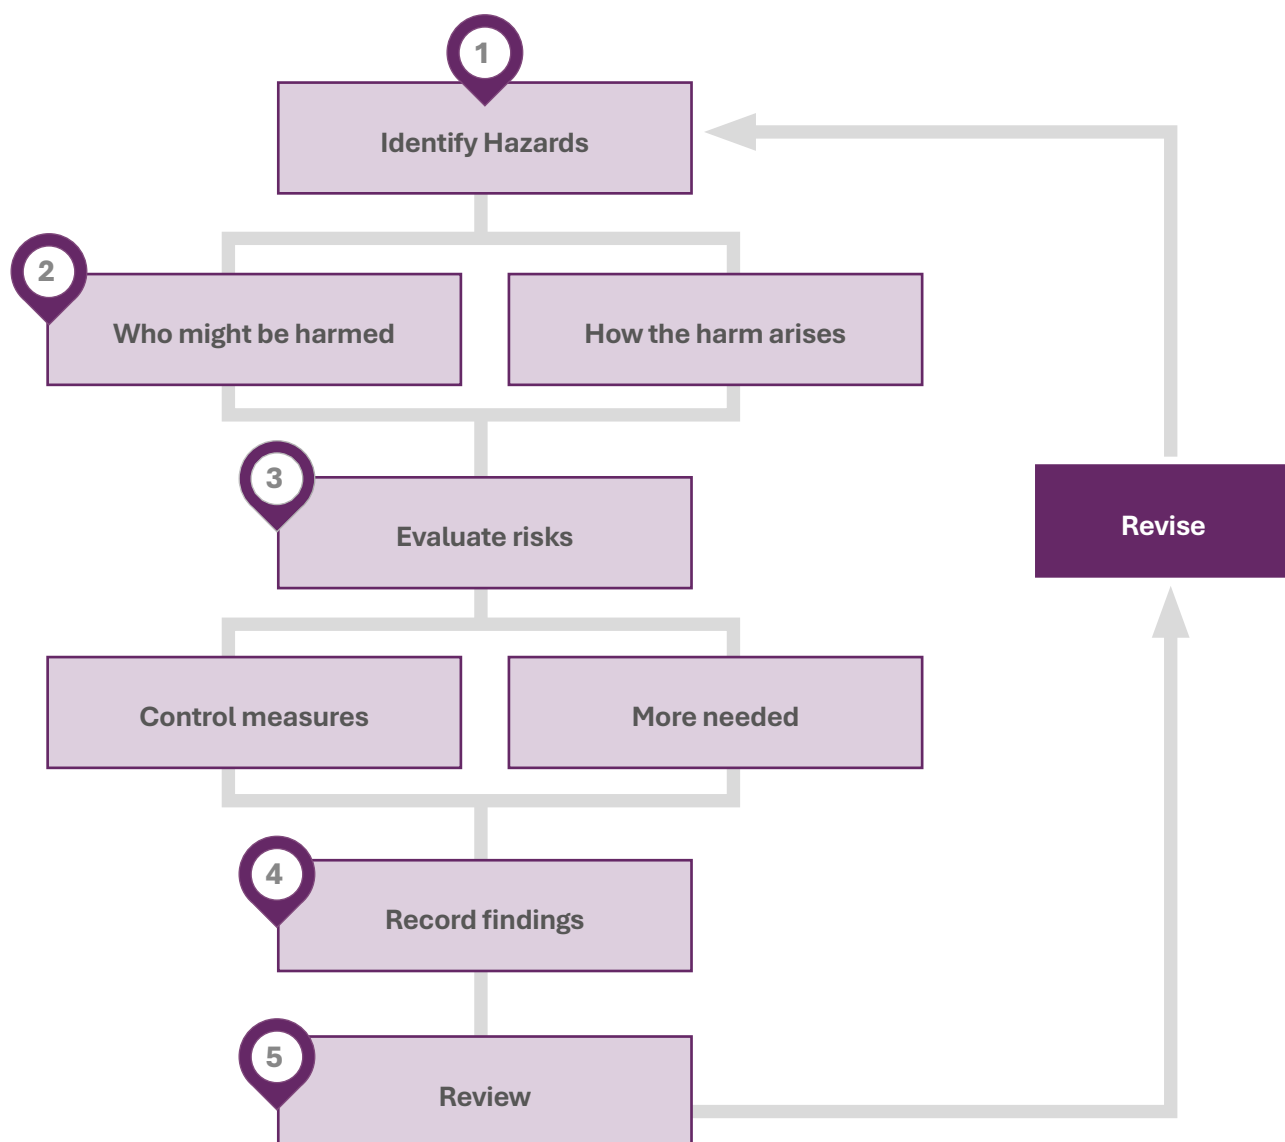 1
Identify Hazards
2
Who might be harmed
How the harm arises
3
Evaluate risks
Revise
Control measures
More needed
4
Record findings
5
Review